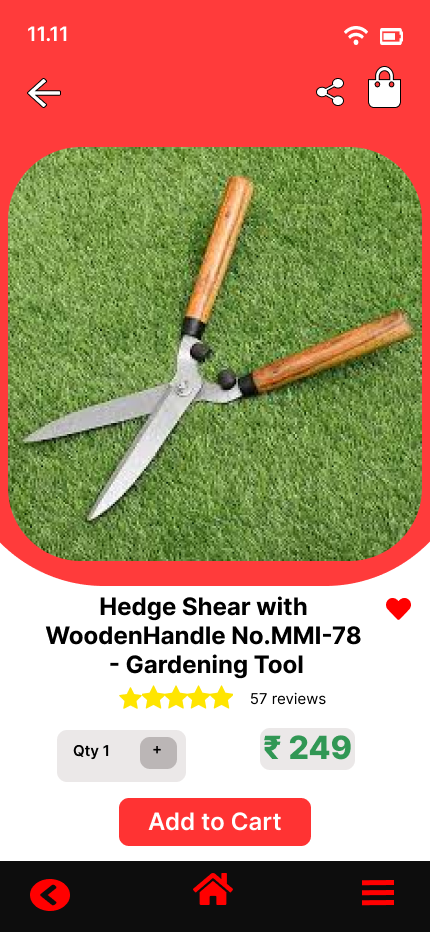 11.11
Hedge Shear with
WoodenHandle No.MMI-78
- Gardening Tool
57 reviews
Qty 1 +
₹ 249
Add to Cart